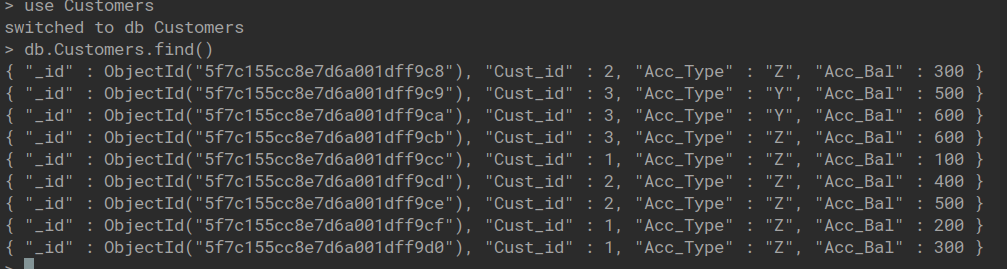 > use Customers
switched to db Customers
> db.Customers.find()
{ "_id" : ObjectId("5f7c155cc8e7d6a001dff9c8"), "Cust_id" : 2, "Acc_Type" : "Z", "Acc_Bal" : 300 }
{ "_id" : ObjectId("5f7c155cc8e7d6a001dff9c9"), "Cust_id" : 3, "Acc_Type" : "Y", "Acc_Bal" : 500 }
{ "_id" : ObjectId("5f7c155cc8e7d6a001dff9ca"), "Cust_id" : 3, "Acc_Type" : "Y", "Acc_Bal" : 600 }
{ "_id" : ObjectId("5f7c155cc8e7d6a001dff9cb"), "Cust_id" : 3, "Acc_Type" : "Z", "Acc_Bal" : 600 }
{ "_id" : ObjectId("5f7c155cc8e7d6a001dff9cc"), "Cust_id" : 1, "Acc_Type" : "Z", "Acc_Bal" : 100 }
{ "_id" : ObjectId("5f7c155cc8e7d6a001dff9cd"), "Cust_id" : 2, "Acc_Type" : "Z", "Acc_Bal" : 400 }
{ "_id" : ObjectId("5f7c155cc8e7d6a001dff9ce"), "Cust_id" : 2, "Acc_Type" : "Z", "Acc_Bal" : 500 }
{ "_id" : ObjectId("5f7c155cc8e7d6a001dff9cf"), "Cust_id" : 1, "Acc_Type" : "Z", "Acc_Bal" : 200 }
{ "_id" : ObjectId("5f7c155cc8e7d6a001dff9d0"), "Cust_id" : 1, "Acc_Type" : "Z", "Acc_Bal" : 300 }
>